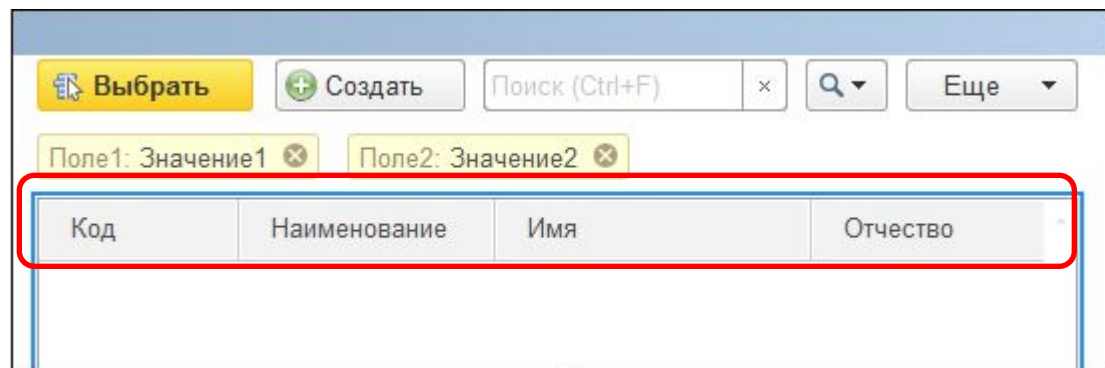 Выбрать Создать Поиск (Ctrl+F) × Еще
Поле1: Значение1 Поле2: Значение2
Код Наименование Имя Отчество